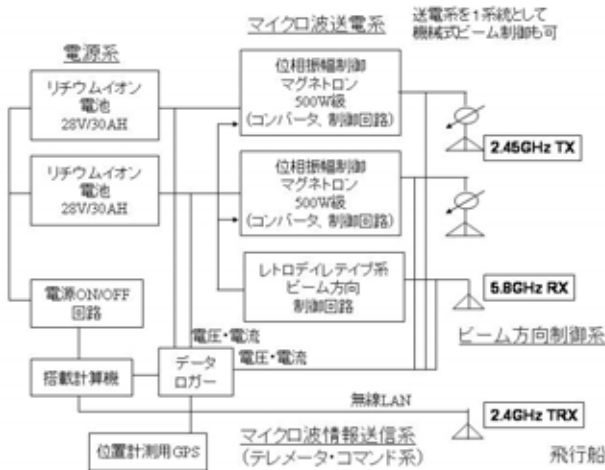 マイクロ波送電系
送電系を1系統として
機械式ビーム制御も可
電源系
リチウムイオン
電池
28V/30AH
位相振幅制御
マグネトロン
500W級
(コンバータ、制御回路)
2.45GHz TX
リチウムイオン
電池
28V/30AH
位相振幅制御
マグネトロン
500W級
(コンバータ、制御回路)
レトロディレティブ系
ビーム方向
制御回路
5.8GHz RX
電源ON/OFF
回路
ビーム方向制御系
電圧・電流
電圧・電流
データ
ロガー
搭載計算機
無線LAN
2.4GHz TRX
位置計測用GPS
マイクロ波情報送信系
(テレメータ・コマンド系)
飛行船